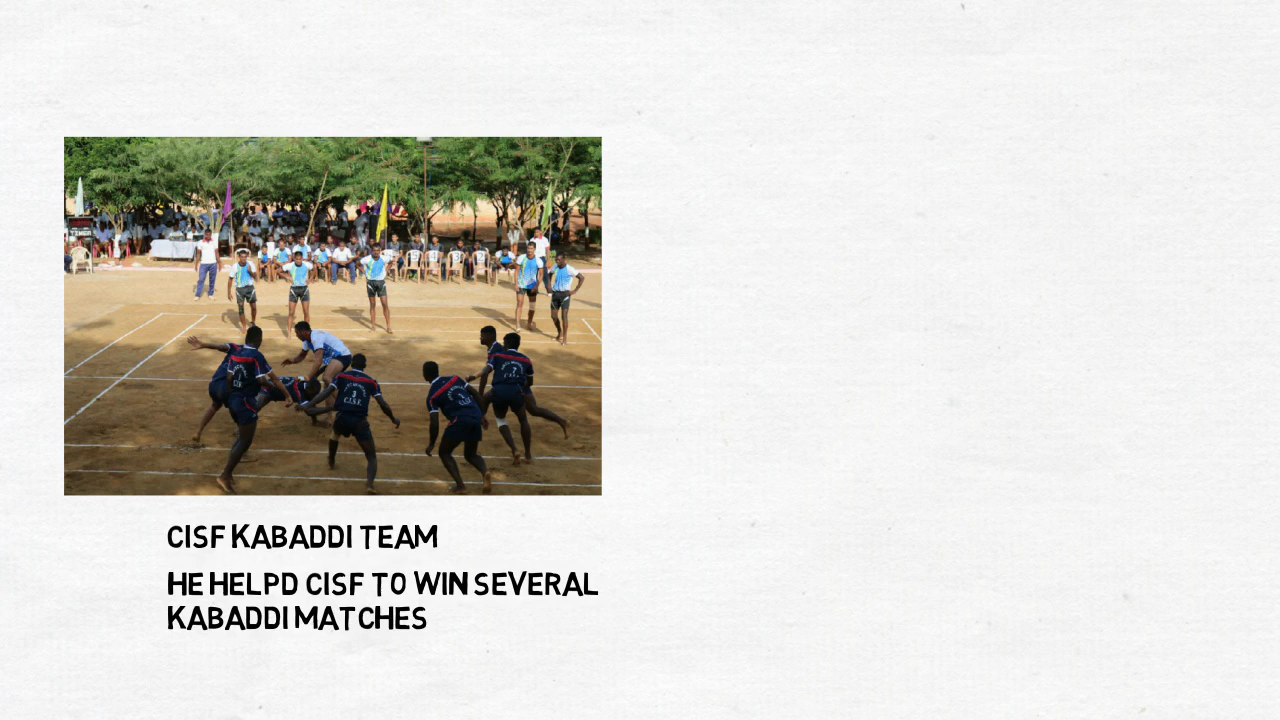 CISF KABADDI TEAM
HE HELPD CISF TO WIN SEVERAL
KABADDI MATCHES